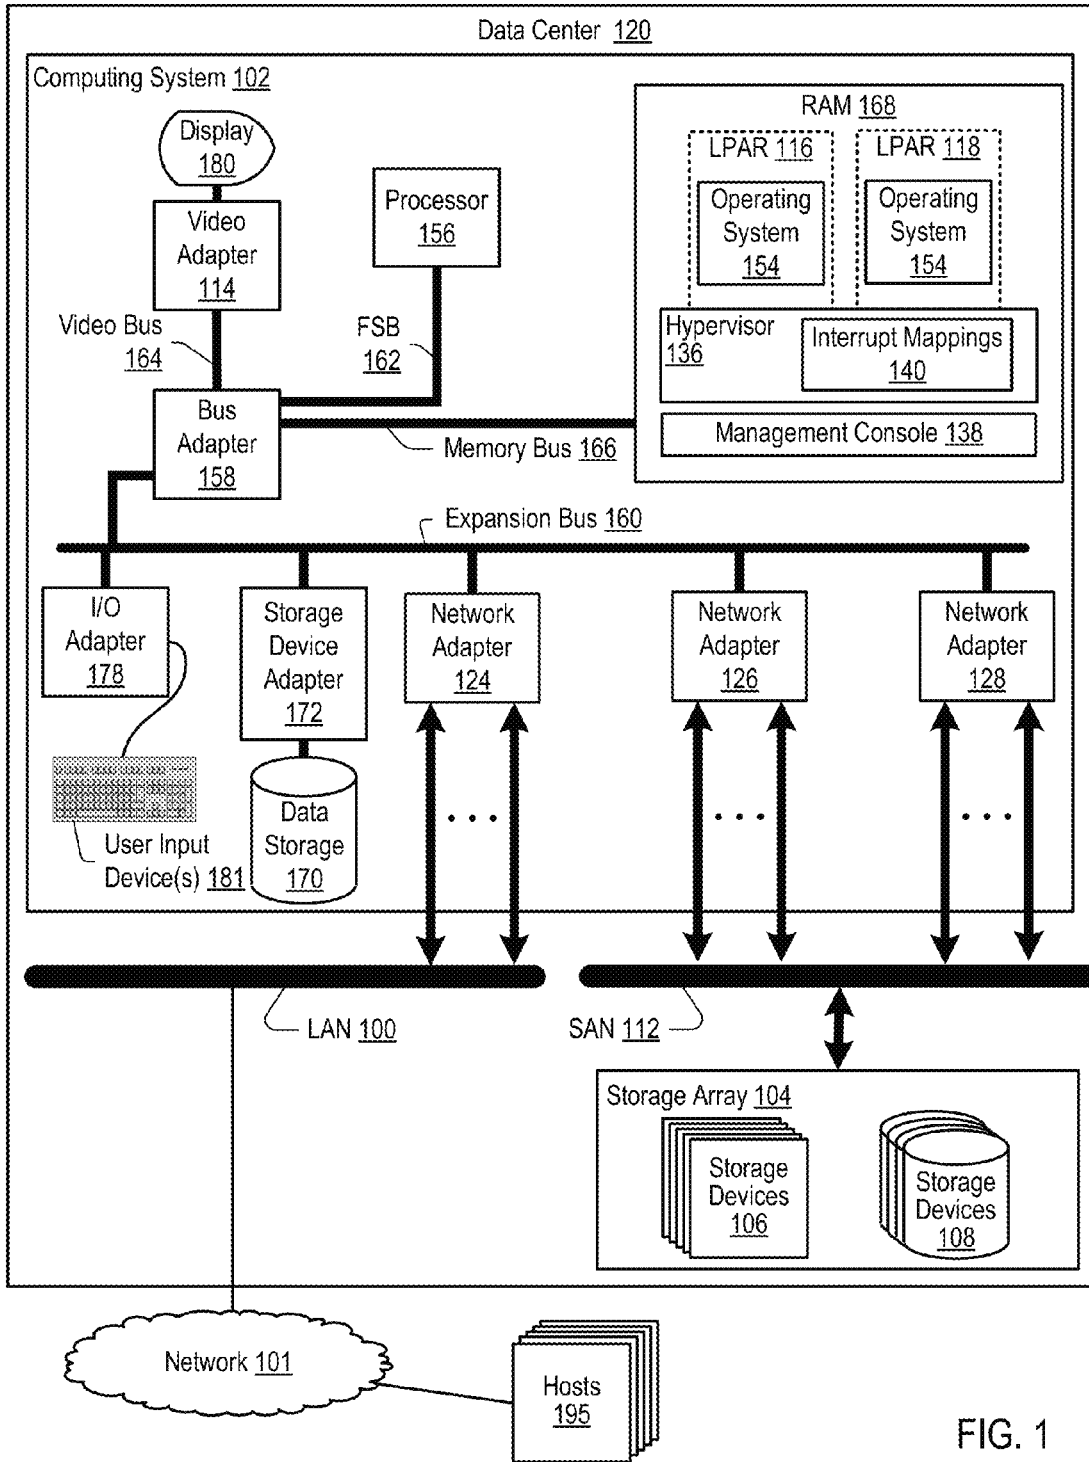 Data Center 120
Computing System 102
Display
180
Video
Adapter
114
Processor
156
RAM 168
LPAR 116
Operating
System
154
LPAR 118
Operating
System
154
Hypervisor
136
Interrupt Mappings
140
Management Console 138
Video Bus
164
FSB
162
Bus
Adapter
158
Memory Bus 166
Expansion Bus 160
I/O
Adapter
178
Storage
Device
Adapter
172
Network
Adapter
124
Network
Adapter
126
Network
Adapter
128
User Input
Device(s) 181
Data
Storage
170
LAN 100
SAN 112
Storage Array 104
Storage
Devices
106
Storage
Devices
108
Network 101
Hosts
195
FIG. 1